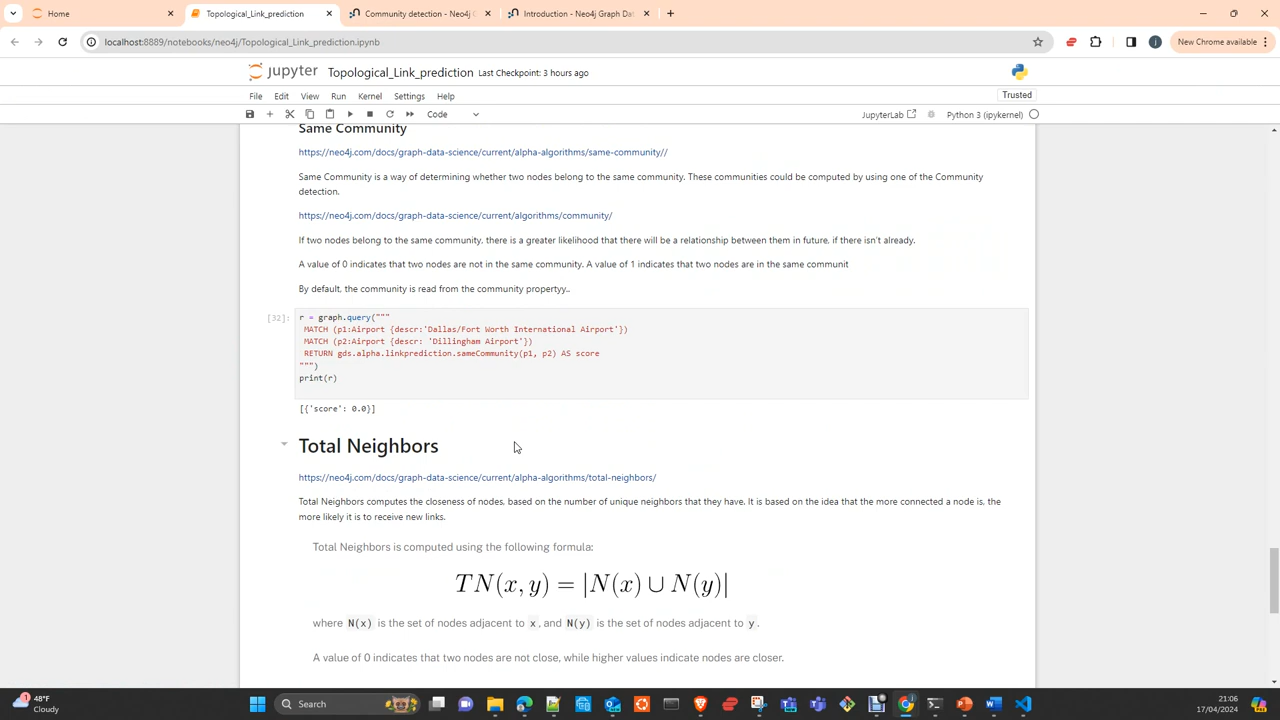 Home
Topological_Link_prediction
Community detection - Neo4j G
Introduction - Neo4j Graph Dat
localhost:8889/notebooks/neo4j/Topological_Link_prediction.ipynb
New Chrome available
jupyter Topological_Link_prediction Last Checkpoint: 3 hours ago
File Edit View Run Kernel Settings Help
Trusted
Code
JupyterLab
Python 3 (ipykernel)
Same Community
https://neo4j.com/docs/graph-data-science/current/alpha-algorithms/same-community//
Same Community is a way of determining whether two nodes belong to the same community. These communities could be computed by using one of the Community
detection.
https://neo4j.com/docs/graph-data-science/current/algorithms/community/
If two nodes belong to the same community, there is a greater likelihood that there will be a relationship between them in future, if there isn't already.
A value of 0 indicates that two nodes are not in the same community. A value of 1 indicates that two nodes are in the same communit
By default, the community is read from the community propertyy..
[32]: r = graph.query("""
MATCH (p1:Airport {descr:'Dallas/Fort Worth International Airport'})
MATCH (p2:Airport {descr: 'Dillingham Airport'})
RETURN gds.alpha.linkprediction.sameCommunity(p1, p2) AS score
""")
print(r)
[{'score': 0.0}]
Total Neighbors
https://neo4j.com/docs/graph-data-science/current/alpha-algorithms/total-neighbors/
Total Neighbors computes the closeness of nodes, based on the number of unique neighbors that they have. It is based on the idea that the more connected a node is, the
more likely it is to receive new links.
Total Neighbors is computed using the following formula:
TN(x, y) = |N(x) ∪ N(y)|
where N(x) is the set of nodes adjacent to x, and N(y) is the set of nodes adjacent to y.
A value of 0 indicates that two nodes are not close, while higher values indicate nodes are closer.
48°F
Cloudy
Search
21:06
17/04/2024